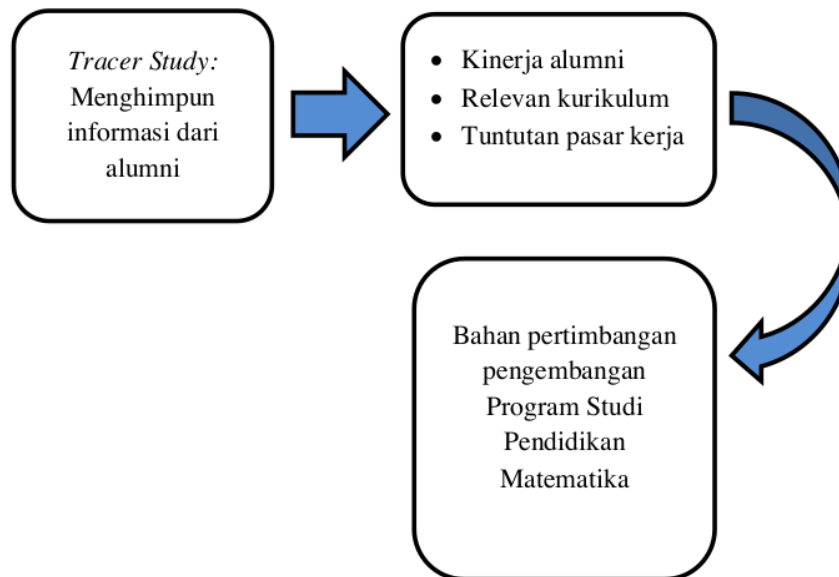 Tracer Study:
Menghimpun
informasi dari
alumni
• Kinerja alumni
• Relevan kurikulum
• Tuntutan pasar kerja
Bahan pertimbangan
pengembangan
Program Studi
Pendidikan
Matematika